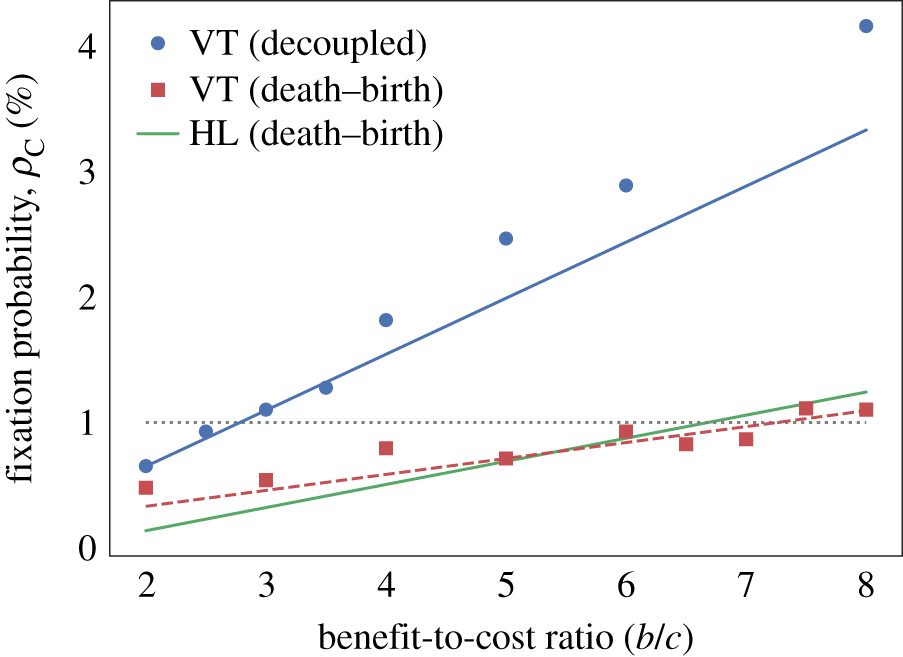 VT (decoupled)
VT (death–birth)
HL (death–birth)
fixation probability, ρC (%)
4
3
2
1
0
2 3 4 5 6 7 8
benefit-to-cost ratio (b/c)